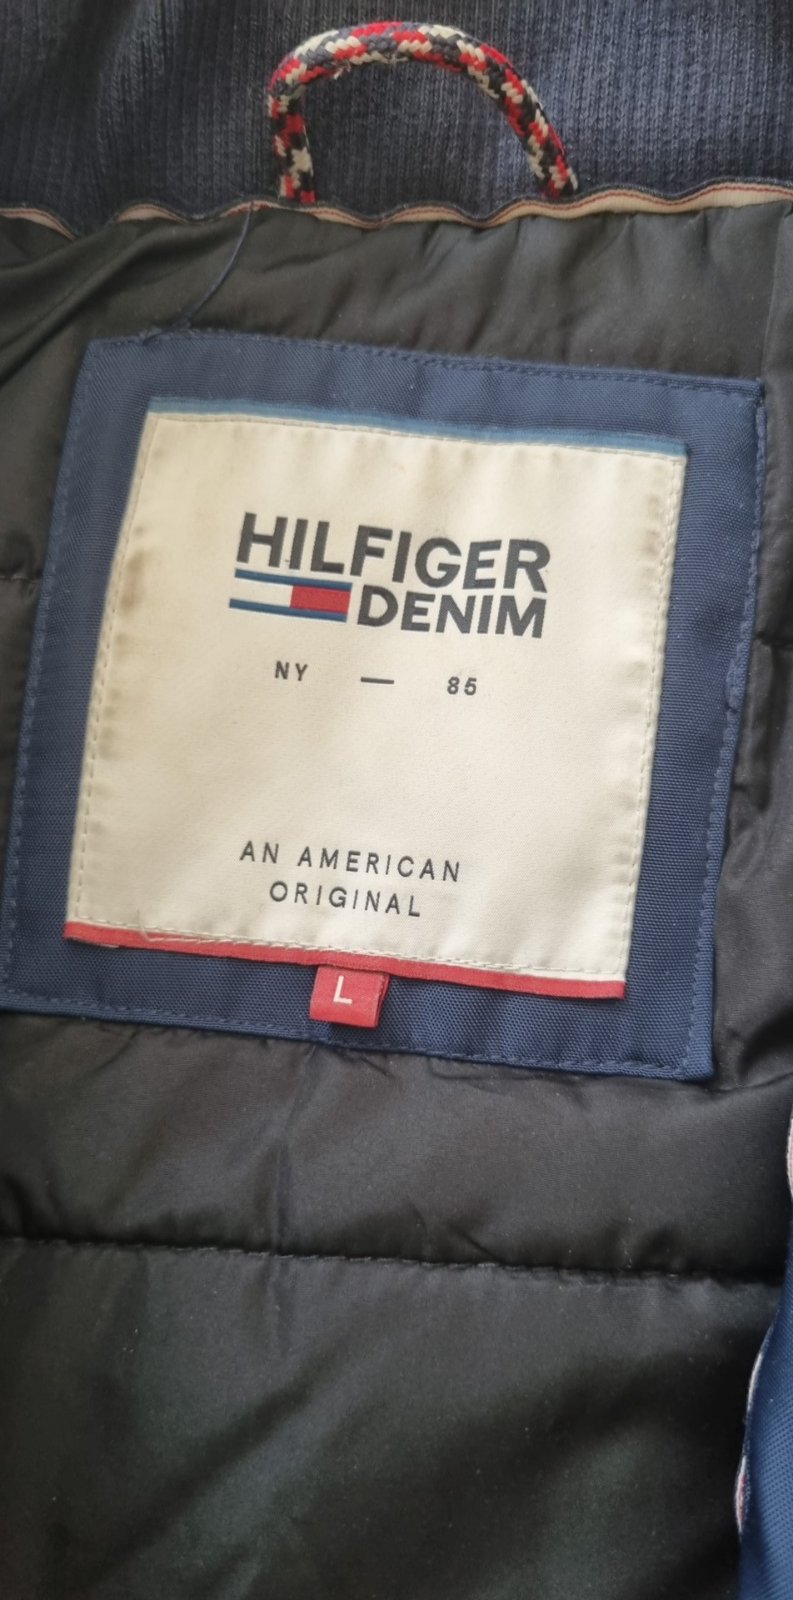 HILFIGER
DENIM
NY — 85
AN AMERICAN
ORIGINAL
L